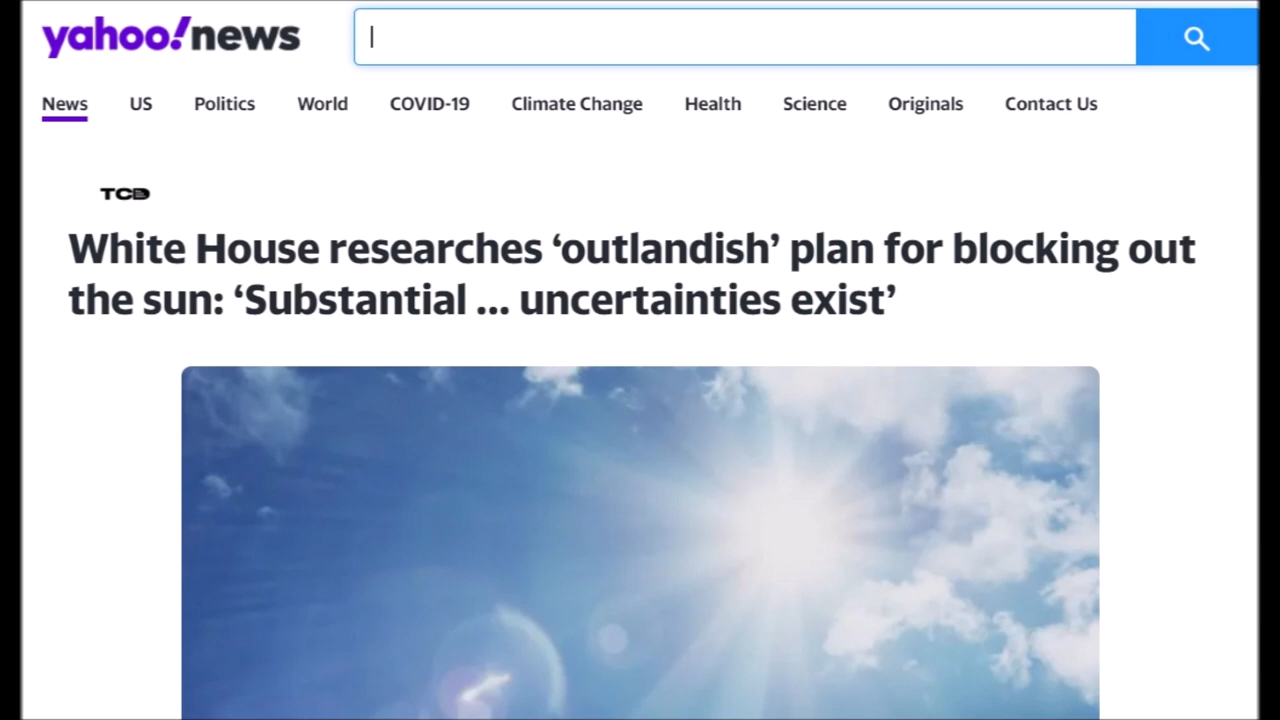 yahoo!news
News US Politics World COVID-19 Climate Change Health Science Originals Contact Us
TCD
White House researches ‘outlandish’ plan for blocking out
the sun: ‘Substantial ... uncertainties exist’